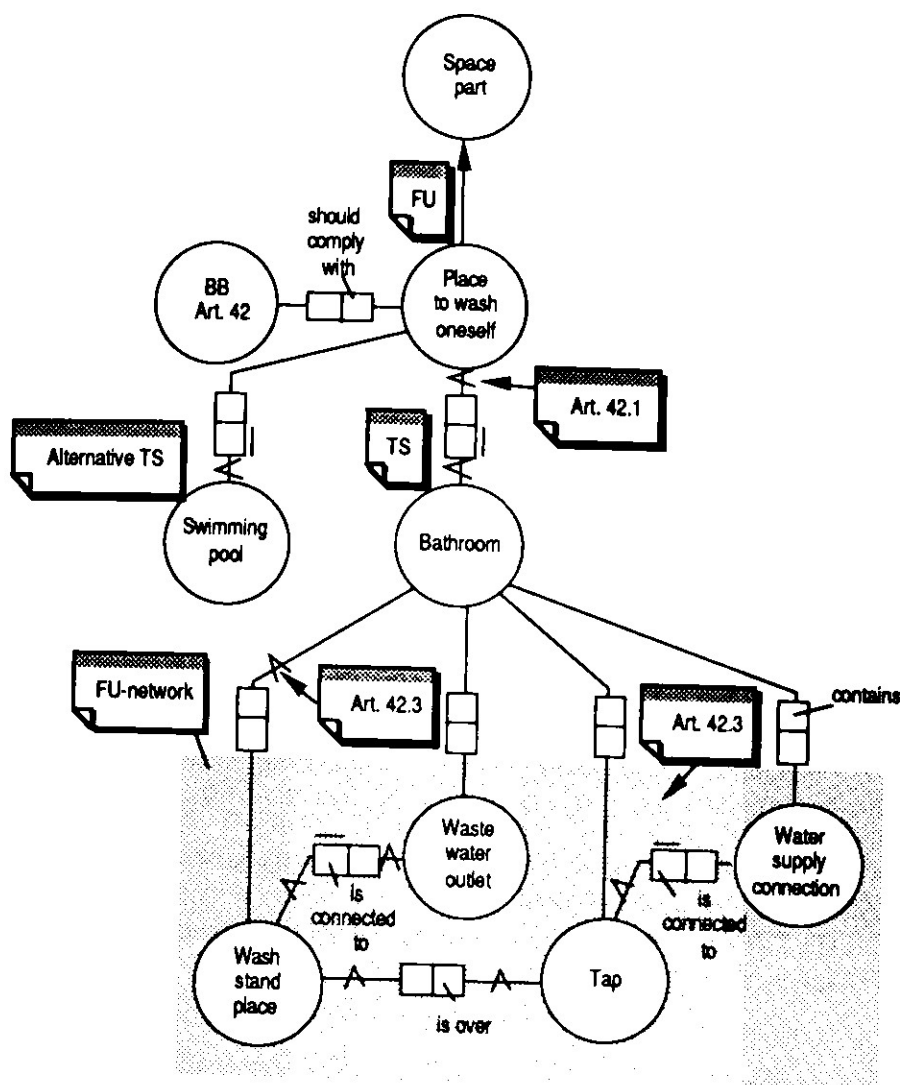 Space
part
FU
should
comply
with
BB
Art. 42
Place
to wash
oneself
Art. 42.1
TS
Alternative TS
Swimming
pool
Bathroom
FU-network
Art. 42.3
Art. 42.3
contains
Waste
water
outlet
Water
supply
connection
is
connected
to
is
connected
to
Wash
stand
place
Tap
is over